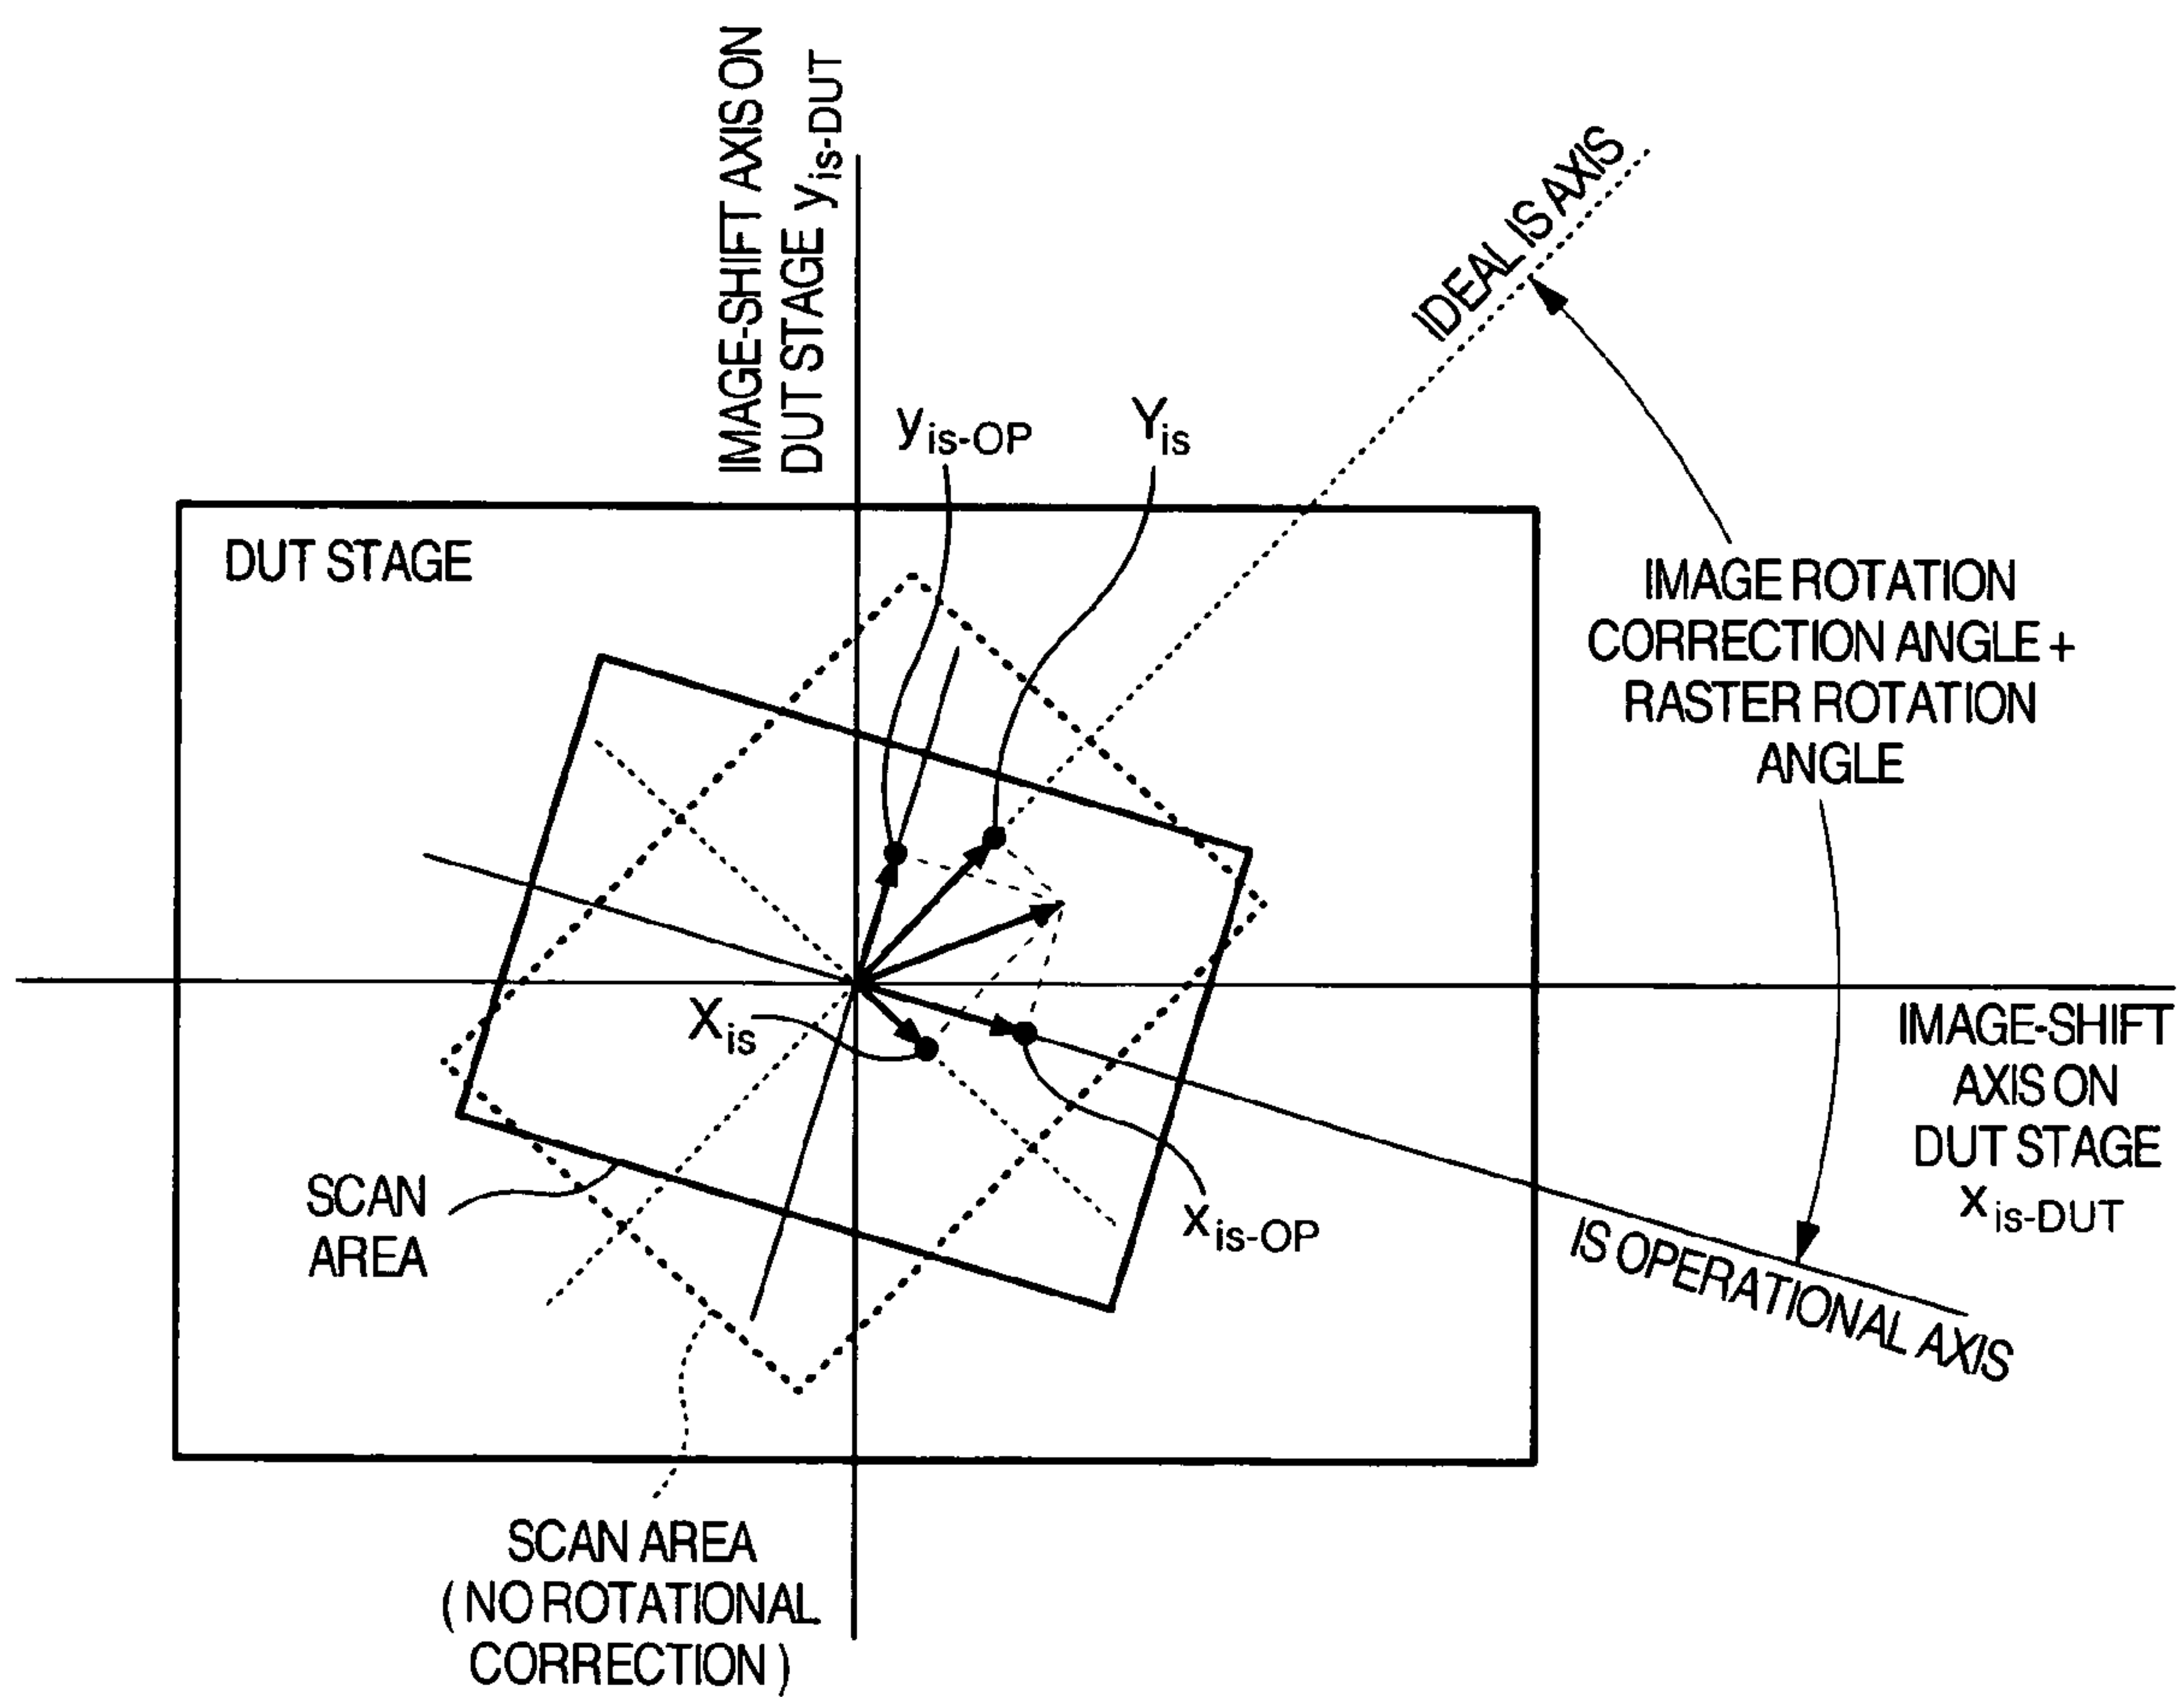 IMAGE-SHIFT AXIS ON
DUT STAGE yis-DUT
IDEAL IS AXIS
yis-OP
Yis
DUT STAGE
IMAGE ROTATION
CORRECTION ANGLE +
RASTER ROTATION
ANGLE
Xis
IMAGE-SHIFT
AXIS ON
DUT STAGE
xis-DUT
SCAN
AREA
xis-OP
IS OPERATIONAL AXIS
SCAN AREA
(NO ROTATIONAL
CORRECTION)